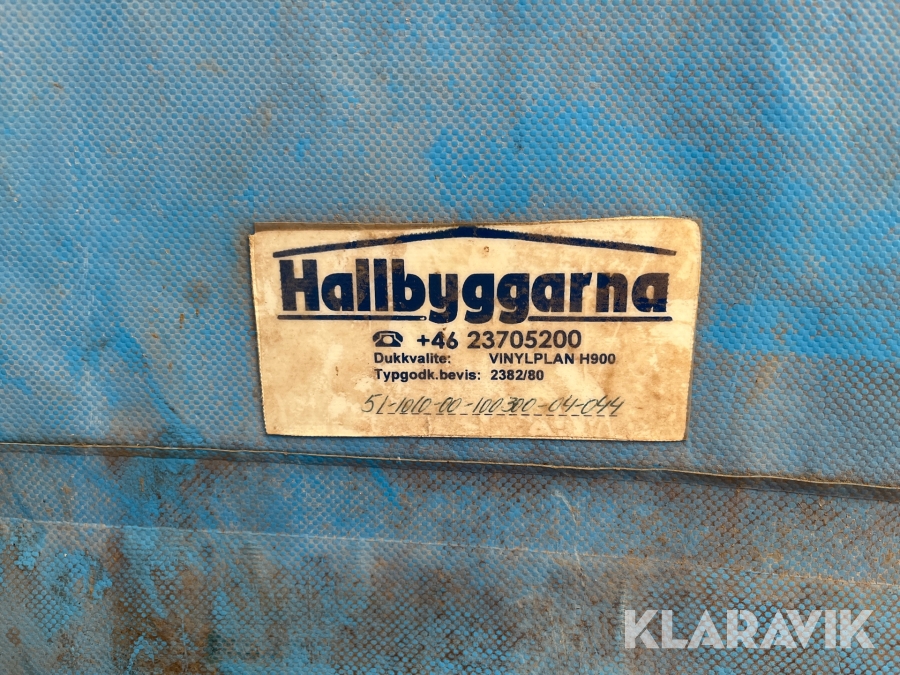 Hallbyggarna
☎ +46 23705200
Dukkvalite: VINYLPLAN H900
Typgodk.bevis: 2382/80
51-1010-00-100300-04-044
KLARAVIK